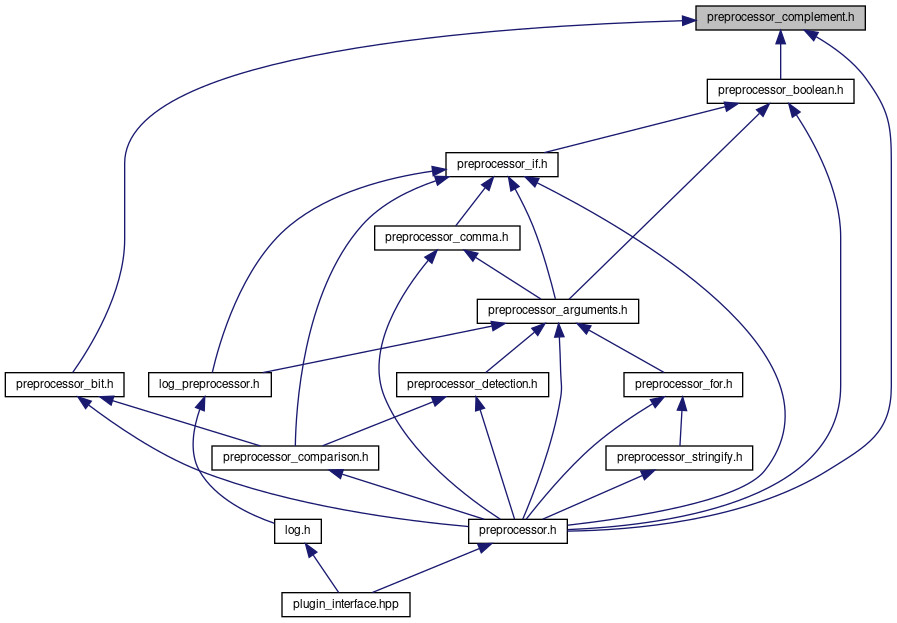 preprocessor_complement.h
preprocessor_boolean.h
preprocessor_if.h
preprocessor_comma.h
preprocessor_arguments.h
preprocessor_bit.h
log_preprocessor.h
preprocessor_detection.h
preprocessor_for.h
preprocessor_comparison.h
preprocessor_stringify.h
log.h
preprocessor.h
plugin_interface.hpp